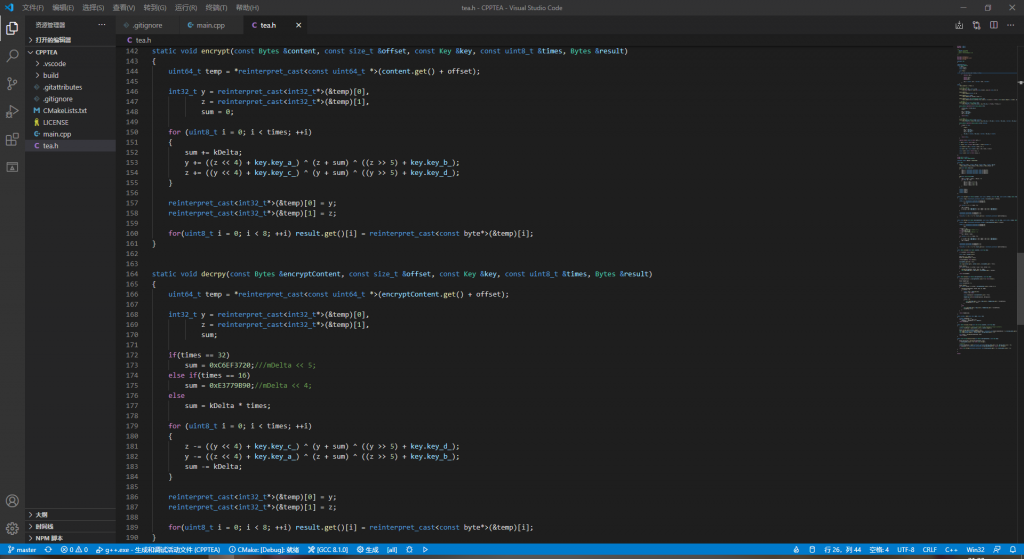 文件(F) 编辑(E) 选择(S) 查看(V) 转到(G) 运行(R) 终端(T) 帮助(H)
tea.h - CPPTEA - Visual Studio Code
资源管理器 ···
.gitignore main.cpp tea.h ×
打开的编辑器
tea.h
CPPTEA
.vscode
build
.gitattributes
.gitignore
CMakeLists.txt
LICENSE
main.cpp
tea.h
142 static void encrypt(const Bytes &content, const size_t &offset, const Key &key, const uint8_t &times, Bytes &result)
143 {
144 uint64_t temp = *reinterpret_cast<const uint64_t *>(content.get() + offset);
145
146 int32_t y = reinterpret_cast<int32_t*>(&temp)[0],
147 z = reinterpret_cast<int32_t*>(&temp)[1],
148 sum = 0;
149
150 for (uint8_t i = 0; i < times; ++i)
151 {
152 sum += kDelta;
153 y += ((z << 4) + key.key_a_) ^ (z + sum) ^ ((z >> 5) + key.key_b_);
154 z += ((y << 4) + key.key_c_) ^ (y + sum) ^ ((y >> 5) + key.key_d_);
155 }
156
157 reinterpret_cast<int32_t*>(&temp)[0] = y;
158 reinterpret_cast<int32_t*>(&temp)[1] = z;
159
160 for(uint8_t i = 0; i < 8; ++i) result.get()[i] = reinterpret_cast<const byte*>(&temp)[i];
161 }
162
163
164 static void decrpy(const Bytes &encryptContent, const size_t &offset, const Key &key, const uint8_t &times, Bytes &result)
165 {
166 uint64_t temp = *reinterpret_cast<const uint64_t *>(encryptContent.get() + offset);
167
168 int32_t y = reinterpret_cast<int32_t*>(&temp)[0],
169 z = reinterpret_cast<int32_t*>(&temp)[1],
170 sum;
171
172 if(times == 32)
173 sum = 0xC6EF3720;///mDelta << 5;
174 else if(times == 16)
175 sum = 0xE3779B90;//mDelta << 4;
176 else
177 sum = kDelta * times;
178
179 for (uint8_t i = 0; i < times; ++i)
180 {
181 z -= ((y << 4) + key.key_c_) ^ (y + sum) ^ ((y >> 5) + key.key_d_);
182 y -= ((z << 4) + key.key_a_) ^ (z + sum) ^ ((z >> 5) + key.key_b_);
183 sum -= kDelta;
184 }
185
186 reinterpret_cast<int32_t*>(&temp)[0] = y;
187 reinterpret_cast<int32_t*>(&temp)[1] = z;
188
189 for(uint8_t i = 0; i < 8; ++i) result.get()[i] = reinterpret_cast<const byte*>(&temp)[i];
190 }
大纲
时间线
NPM 脚本
master 0 0 g++.exe - 生成和调试活动文件 (CPPTEA) CMake: [Debug]: 就绪 [GCC 8.1.0] 生成 [all] 行 26，列 44 空格: 4 UTF-8 CRLF C++ Win32